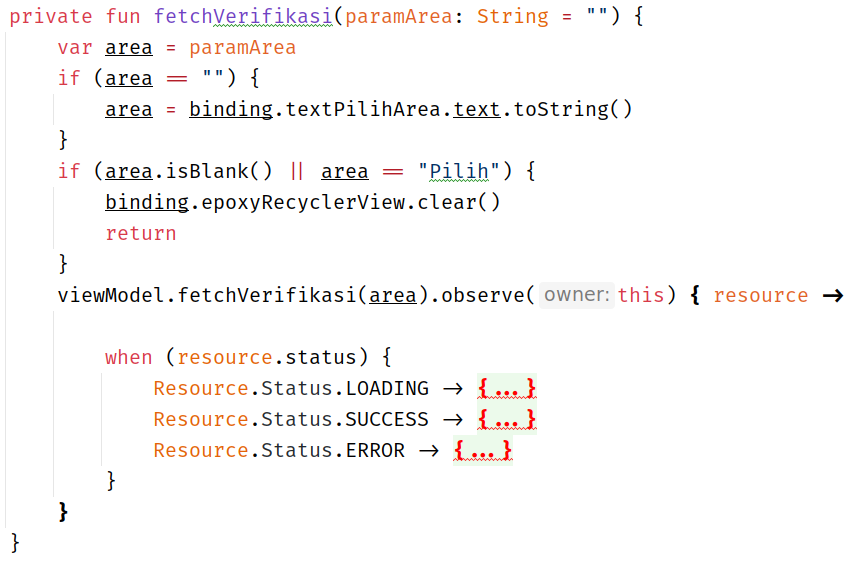 private fun fetchVerifikasi(paramArea: String = "") {
    var area = paramArea
    if (area == "") {
        area = binding.textPilihArea.text.toString()
    }
    if (area.isBlank() || area == "Pilih") {
        binding.epoxyRecyclerView.clear()
        return
    }
    viewModel.fetchVerifikasi(area).observe( owner: this) { resource ->
        when (resource.status) {
            Resource.Status.LOADING -> {...}
            Resource.Status.SUCCESS -> {...}
            Resource.Status.ERROR -> {...}
        }
    }
}